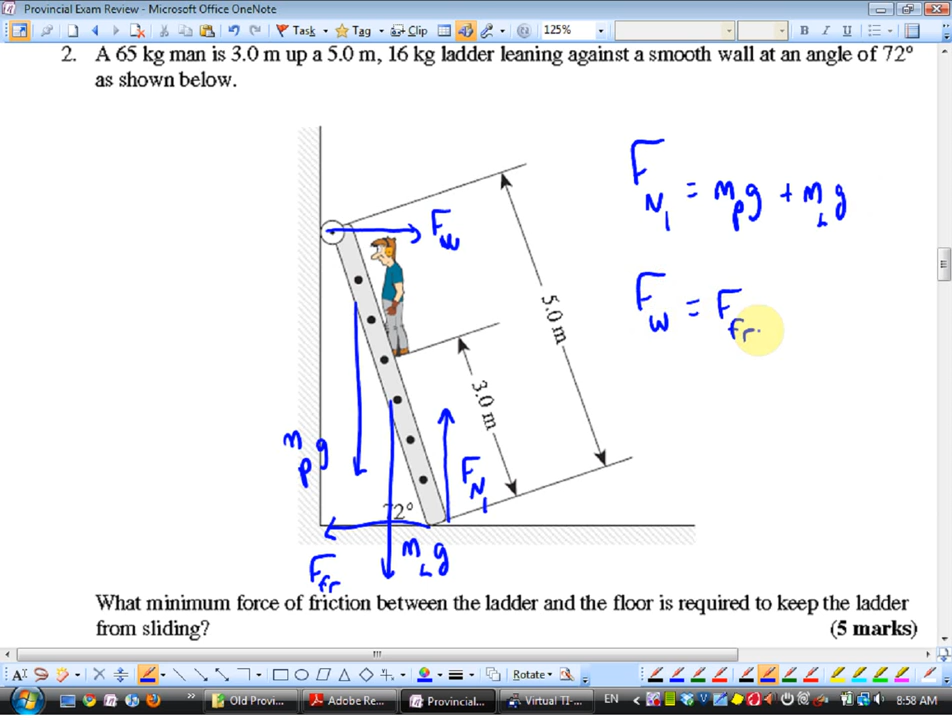 Provincial Exam Review - Microsoft Office OneNote
Task
Tag
Clip
125%
B I U
2. A 65 kg man is 3.0 m up a 5.0 m, 16 kg ladder leaning against a smooth wall at an angle of 72°
as shown below.
F_N1 = m_p g + m_L g
F_W
F_W = F_fr
5.0 m
3.0 m
m_p g
F_N1
72°
F_fr
m_L g
What minimum force of friction between the ladder and the floor is required to keep the ladder
from sliding? (5 marks)
Rotate
Old Provi...
Adobe Re...
Provincial...
Virtual TI-...
EN
8:58 AM